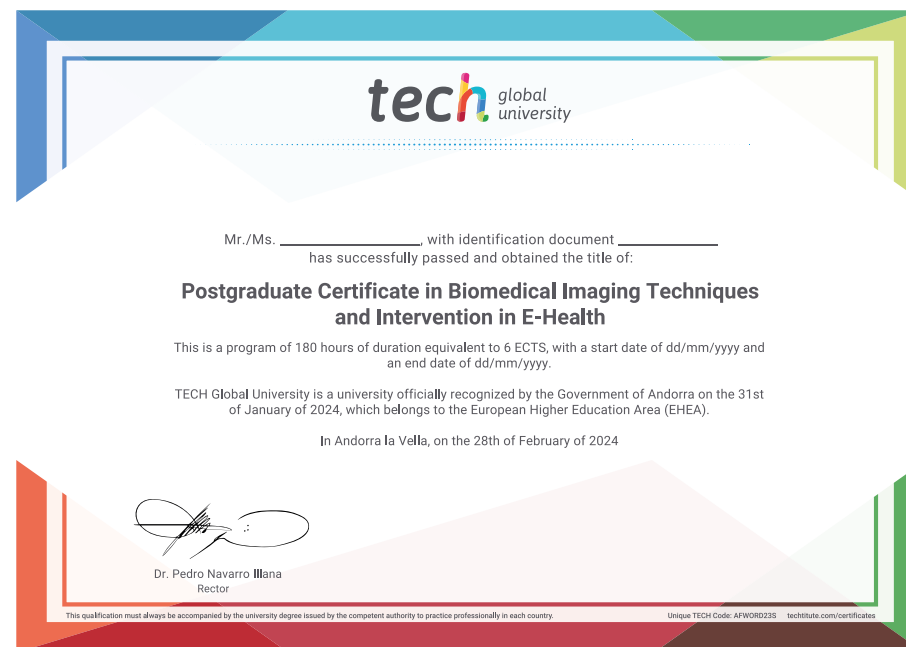 tech global
university
Mr./Ms. ____________, with identification document ____________
has successfully passed and obtained the title of:
Postgraduate Certificate in Biomedical Imaging Techniques
and Intervention in E-Health
This is a program of 180 hours of duration equivalent to 6 ECTS, with a start date of dd/mm/yyyy and
an end date of dd/mm/yyyy.
TECH Global University is a university officially recognized by the Government of Andorra on the 31st
of January of 2024, which belongs to the European Higher Education Area (EHEA).
In Andorra la Vella, on the 28th of February of 2024
Dr. Pedro Navarro Illana
Rector
This qualification must always be accompanied by the university degree issued by the competent authority to practice professionally in each country.
Unique TECH Code: AFWORD23S techtitute.com/certificates